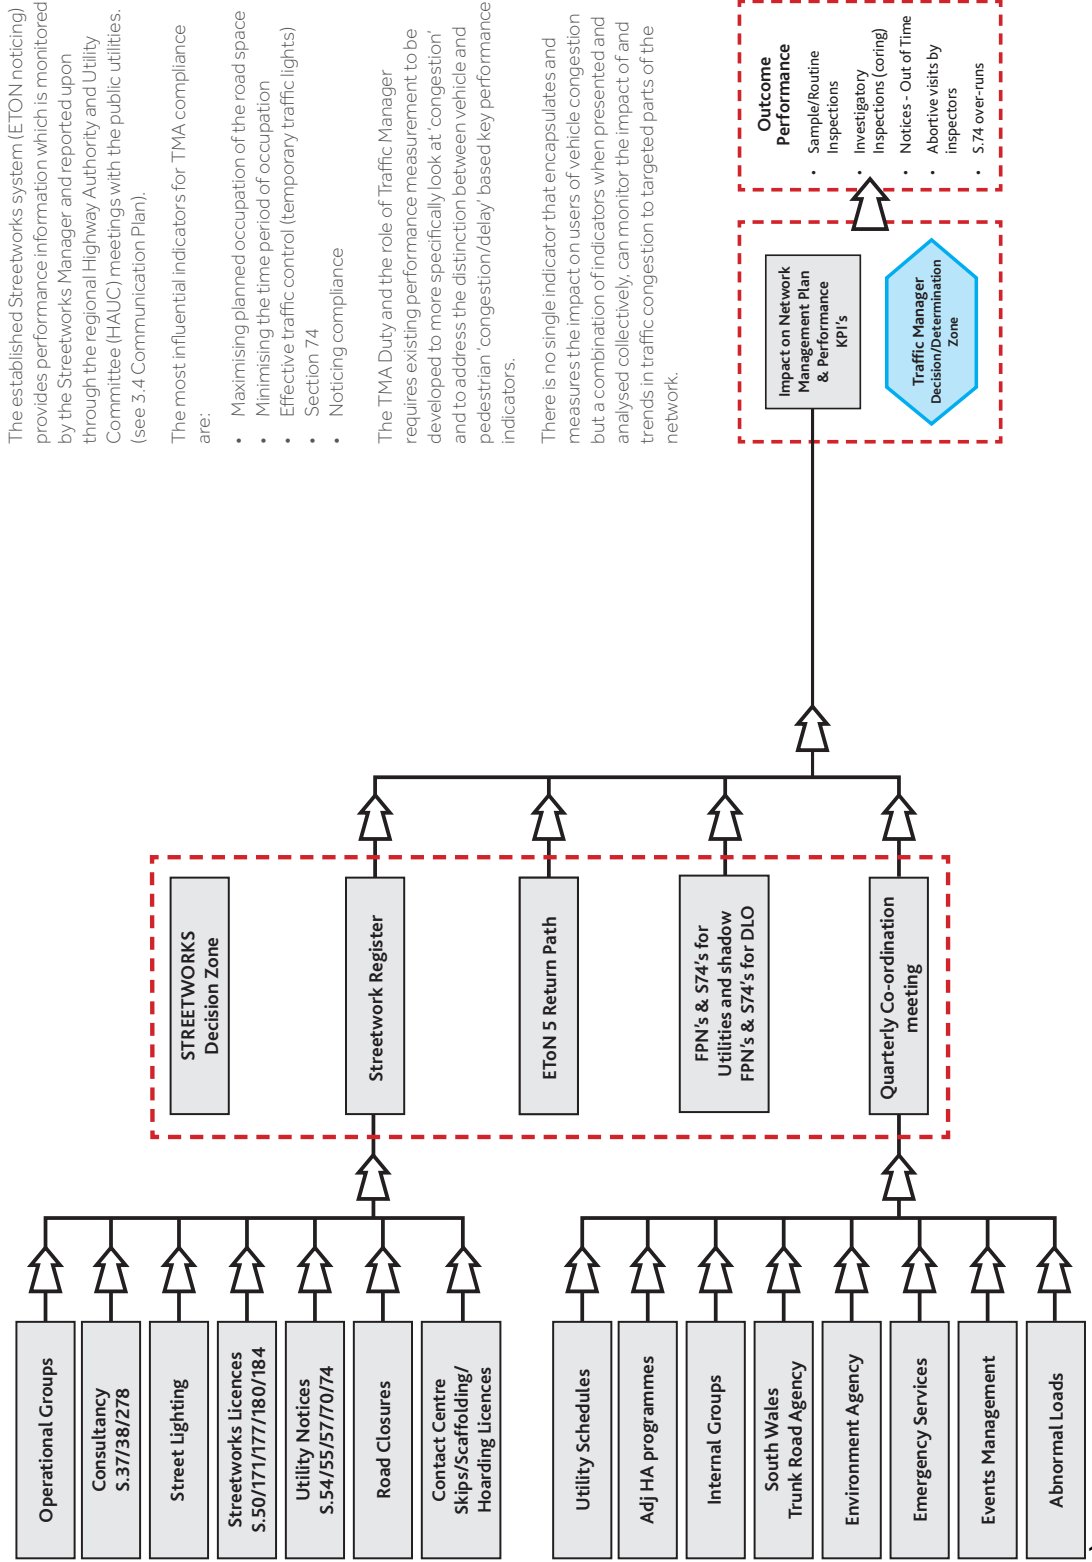 The established Streetworks system (ETON noticing)
provides performance information which is monitored
by the Streetworks Manager and reported upon
through the regional Highway Authority and Utility
Committee (HAUC) meetings with the public utilities.
(see 3.4 Communication Plan).
The most influential indicators for TMA compliance
are:
• Maximising planned occupation of the road space
• Minimising the time period of occupation
• Effective traffic control (temporary traffic lights)
• Section 74
• Noticing compliance
The TMA Duty and the role of Traffic Manager
requires existing performance measurement to be
developed to more specifically look at 'congestion'
and to address the distinction between vehicle and
pedestrian 'congestion/delay' based key performance
indicators.
There is no single indicator that encapsulates and
measures the impact on users of vehicle congestion
but a combination of indicators when presented and
analysed collectively, can monitor the impact of and
trends in traffic congestion to targeted parts of the
network.
Operational Groups
Consultancy
S.37/38/278
Street Lighting
Streetworks Licences
S.50/171/177/180/184
Utility Notices
S.54/55/57/70/74
Road Closures
Contact Centre
Skips/Scaffolding/
Hoarding Licences
Utility Schedules
Adj HA programmes
Internal Groups
South Wales
Trunk Road Agency
Environment Agency
Emergency Services
Events Management
Abnormal Loads
STREETWORKS
Decision Zone
Streetwork Register
EToN 5 Return Path
FPN's & S74's for
Utilities and shadow
FPN's & S74's for DLO
Quarterly Co-ordination
meeting
Impact on Network
Management Plan
& Performance
KPI's
Traffic Manager
Decision/Determination
Zone
Outcome
Performance
• Sample/Routine
Inspections
• Investigatory
Inspections (coring)
• Notices - Out of Time
• Abortive visits by
inspectors
• S.74 over-runs